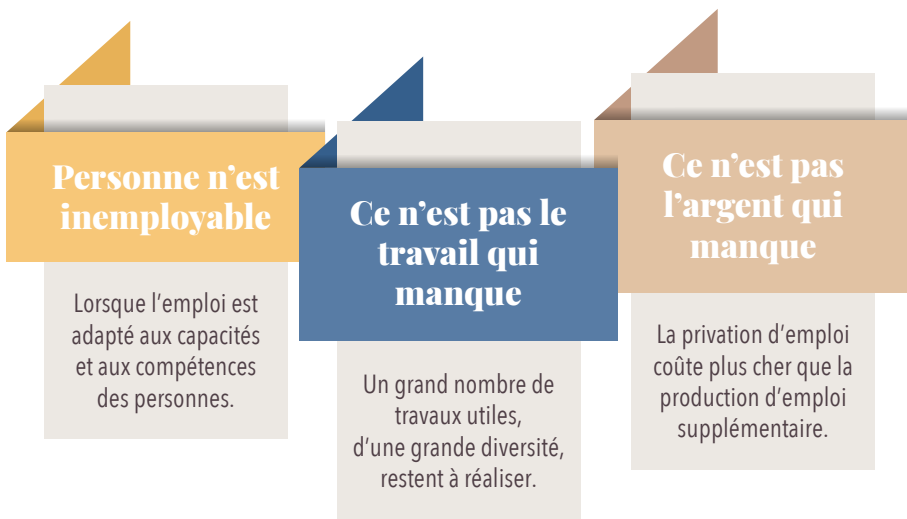 Personne n’est
inemployable
Lorsque l’emploi est
adapté aux capacités
et aux compétences
des personnes.
Ce n’est pas le
travail qui
manque
Un grand nombre de
travaux utiles,
d’une grande diversité,
restent à réaliser.
Ce n’est pas
l’argent qui
manque
La privation d’emploi
coûte plus cher que la
production d’emploi
supplémentaire.